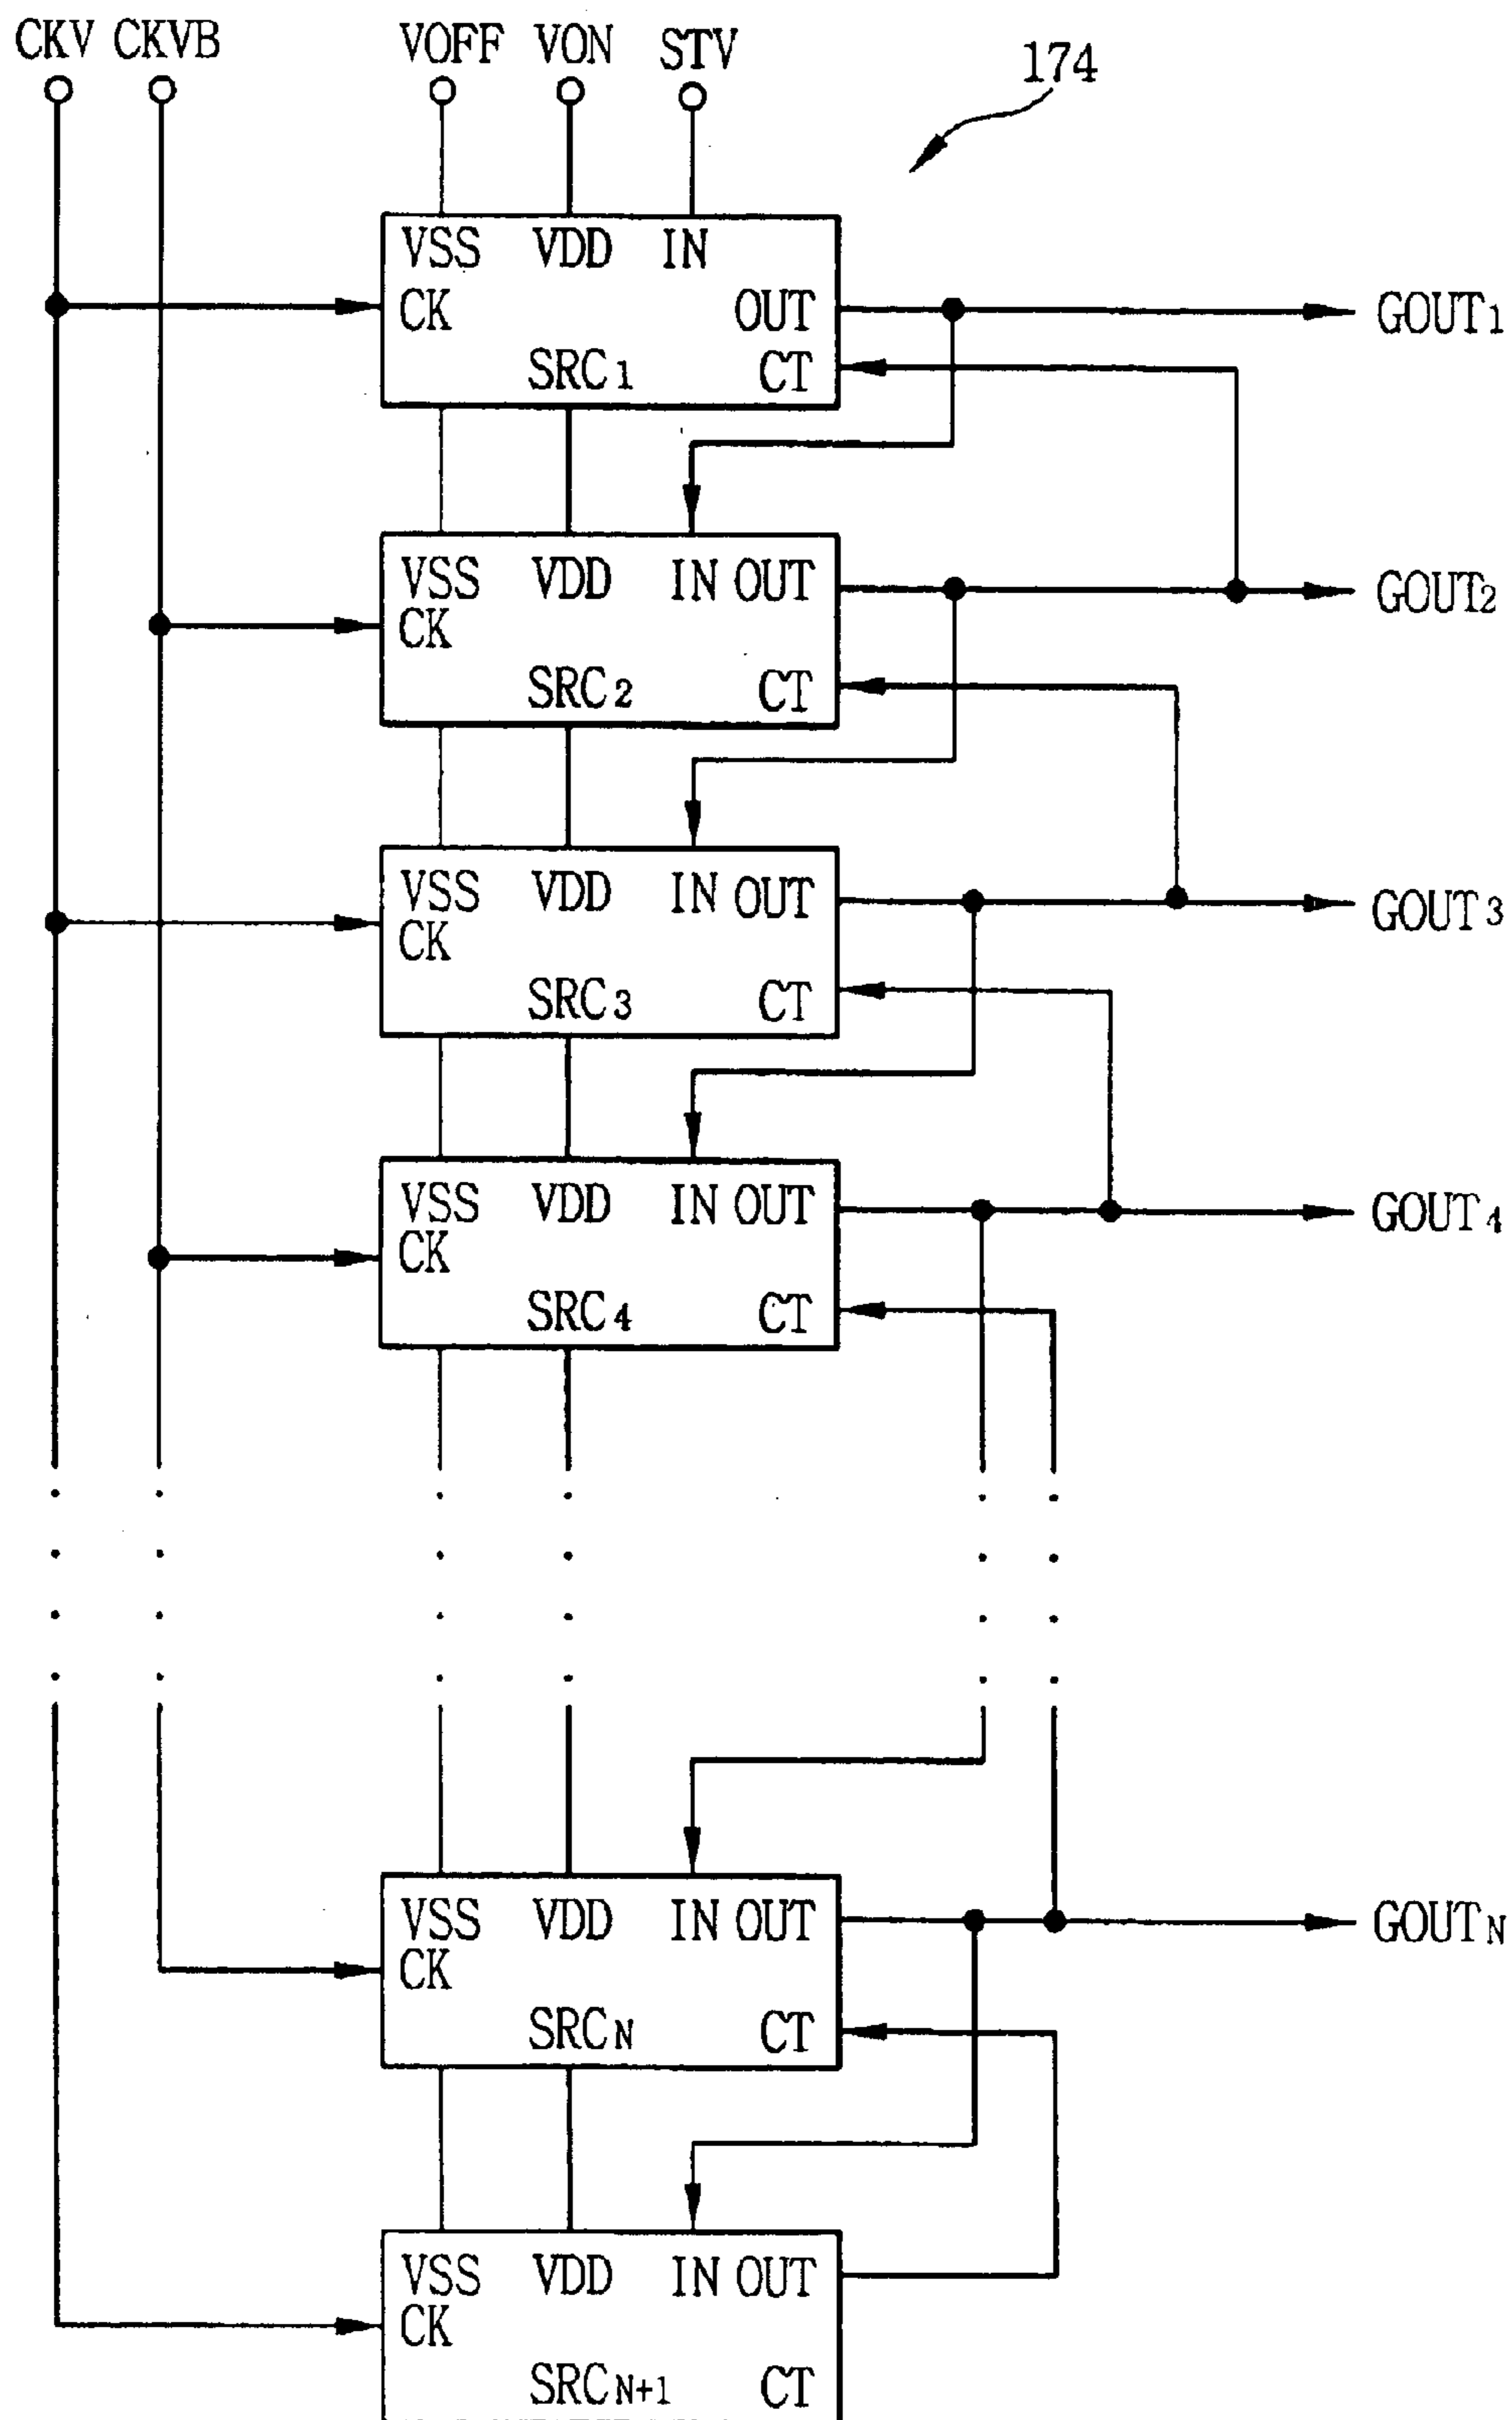 CKV CKVB VOFF VON STV
174
VSS VDD IN
CK OUT GOUT1
SRC1 CT
VSS VDD IN OUT GOUT2
CK
SRC2 CT
VSS VDD IN OUT GOUT3
CK
SRC3 CT
VSS VDD IN OUT GOUT4
CK
SRC4 CT
VSS VDD IN OUT GOUTN
CK
SRCN CT
VSS VDD IN OUT
CK
SRCN+1 CT